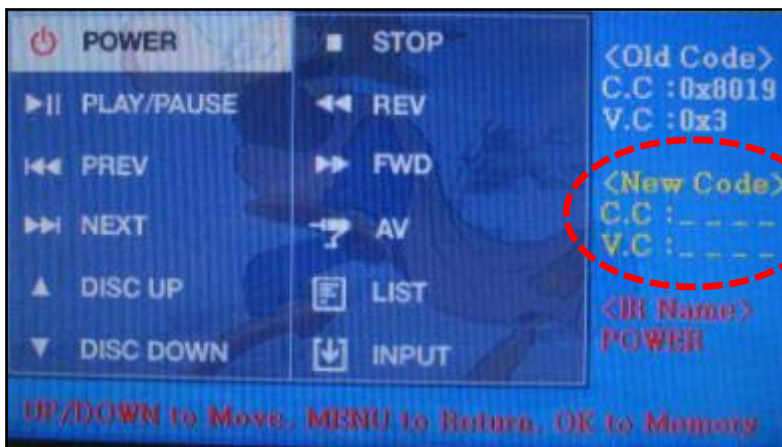 POWER
PLAY/PAUSE
PREV
NEXT
DISC UP
DISC DOWN
STOP
REV
FWD
AV
LIST
INPUT
<Old Code>
C.C :0x8019
V.C :0x3
<New Code>
C.C :_ _ _ _
V.C :_ _ _ _
<IR Name>
POWER
UP/DOWN to Move, MENU to Return, OK to Memory